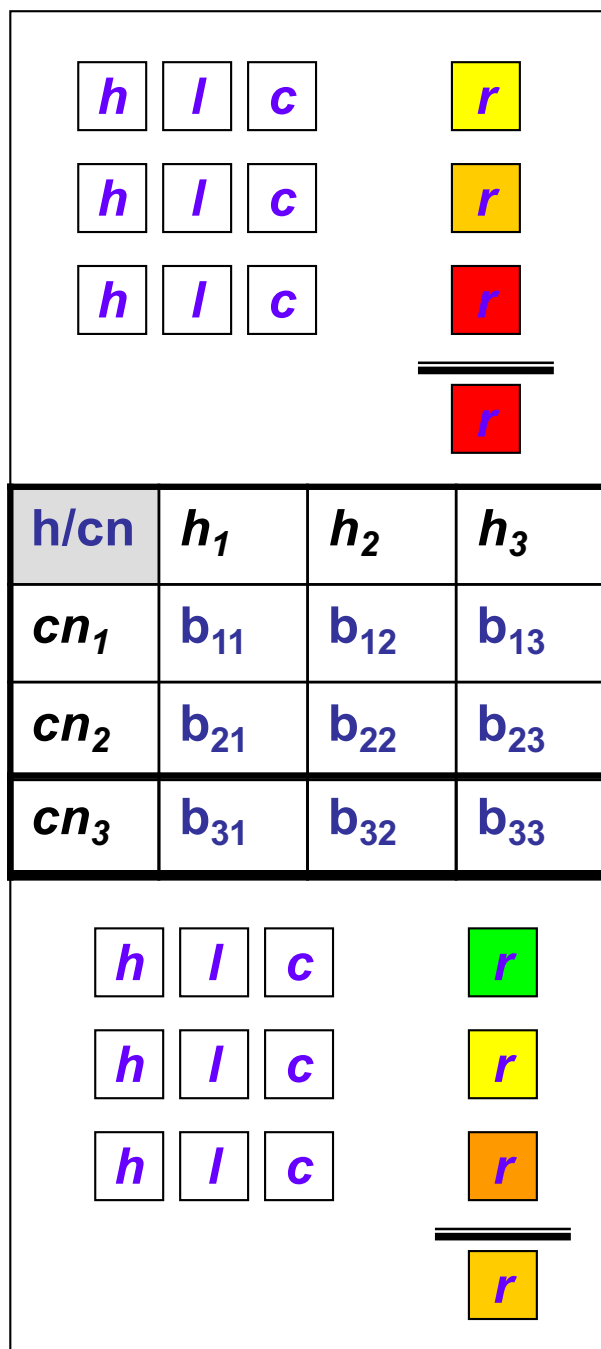 h l c r
h l c r
h l c r
r
h/cn h₁ h₂ h₃
cn₁ b₁₁ b₁₂ b₁₃
cn₂ b₂₁ b₂₂ b₂₃
cn₃ b₃₁ b₃₂ b₃₃
h l c r
h l c r
h l c r
r